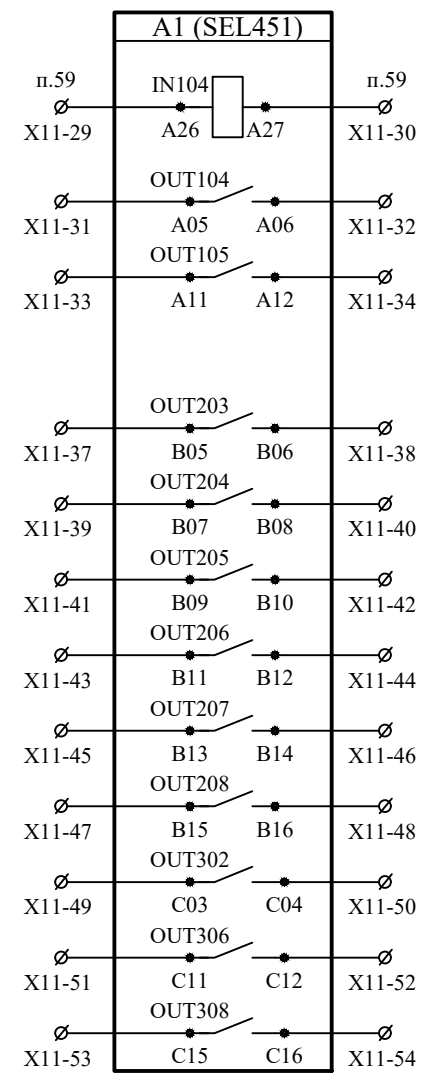 A1 (SEL451)
п.59 IN104 п.59
X11-29 A26 A27 X11-30
OUT104
X11-31 A05 A06 X11-32
OUT105
X11-33 A11 A12 X11-34
OUT203
X11-37 B05 B06 X11-38
OUT204
X11-39 B07 B08 X11-40
OUT205
X11-41 B09 B10 X11-42
OUT206
X11-43 B11 B12 X11-44
OUT207
X11-45 B13 B14 X11-46
OUT208
X11-47 B15 B16 X11-48
OUT302
X11-49 C03 C04 X11-50
OUT306
X11-51 C11 C12 X11-52
OUT308
X11-53 C15 C16 X11-54